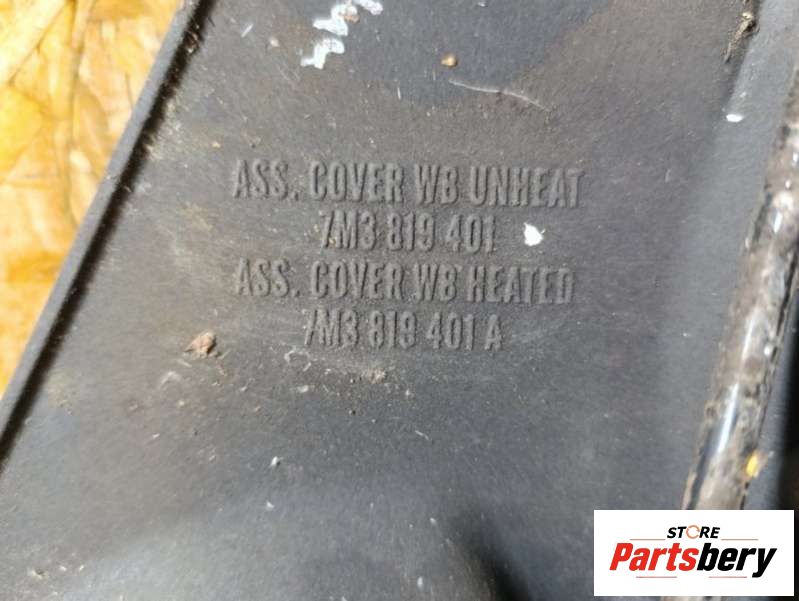 ASS. COVER WB UNHEAT
7M3 819 401
ASS. COVER WB HEATED
7M3 819 401 A
STORE
Partsbery